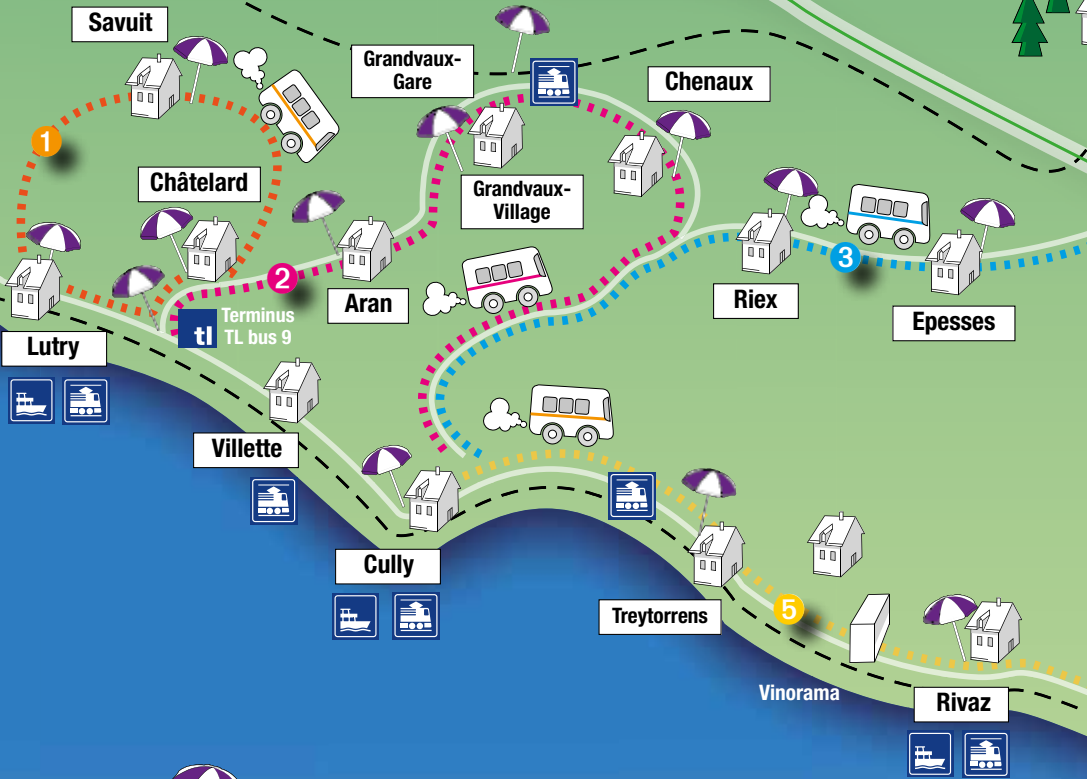 Savuit
Grandvaux-
Gare
Chenaux
1
Châtelard
Grandvaux-
Village
2
Aran
3
Riex
Epesses
tl
Terminus
TL bus 9
Lutry
Villette
Cully
Treytorrens
5
Vinorama
Rivaz